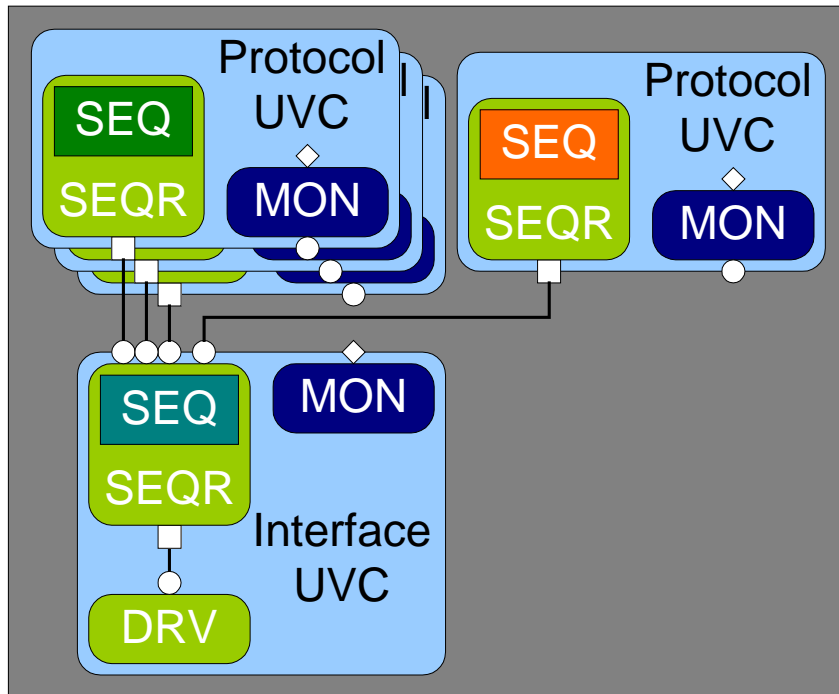 Protocol
UVC
SEQ
SEQR
MON
Protocol
UVC
SEQ
SEQR
MON
SEQ
SEQR
MON
Interface
UVC
DRV